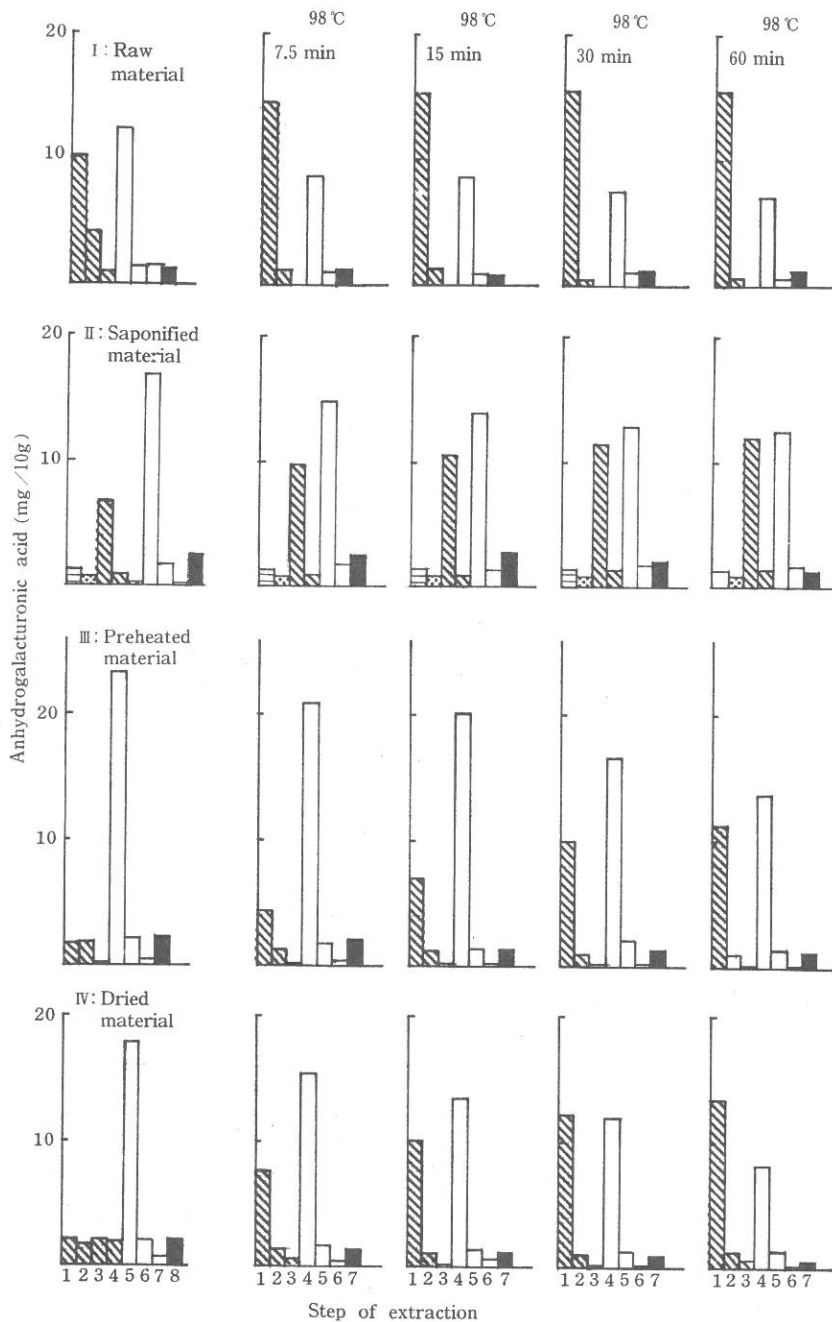 98℃ 98℃ 98℃ 98℃
20
10
I: Raw
material
7.5 min
15 min
30 min
60 min
20
10
II: Saponified
material
Anhydrogalacturonic acid (mg/10g)
III: Preheated
material
20
10
IV: Dried
material
20
10
1 2 3 4 5 6 7 8
1 2 3 4 5 6 7
1 2 3 4 5 6 7
1 2 3 4 5 6 7
1 2 3 4 5 6 7
Step of extraction